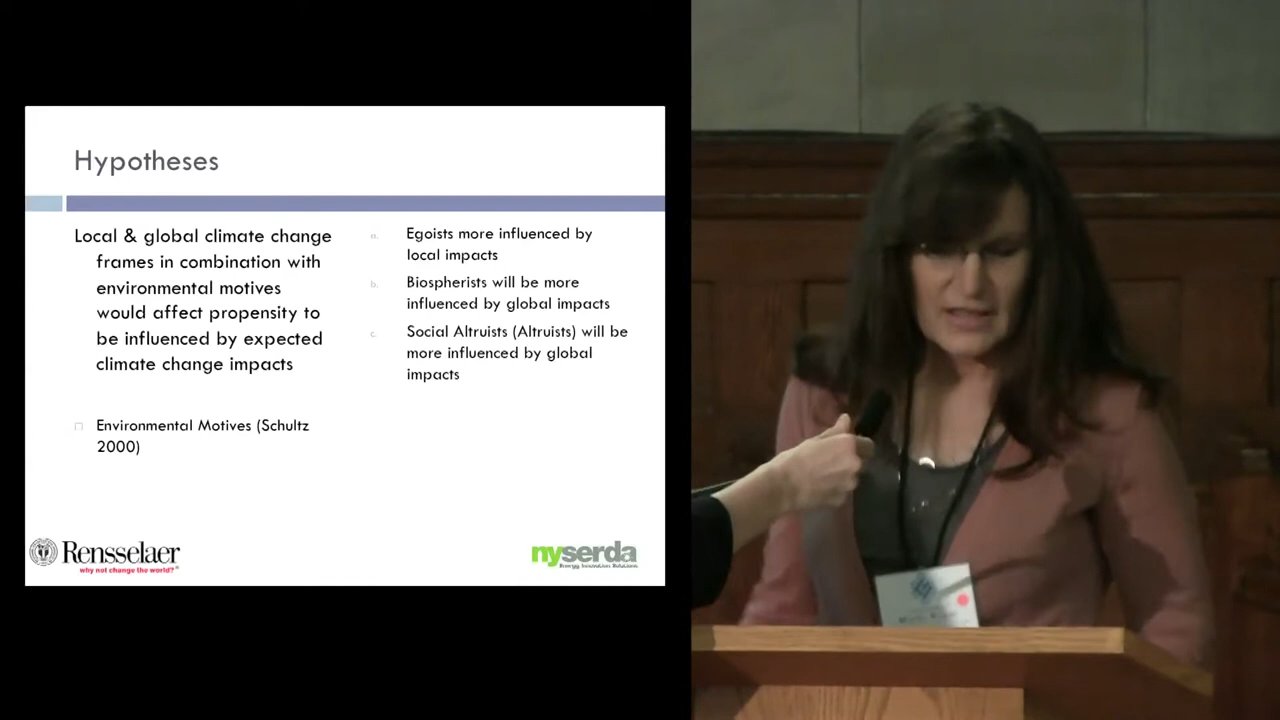 Hypotheses
Local & global climate change
frames in combination with
environmental motives
would affect propensity to
be influenced by expected
climate change impacts
Environmental Motives (Schultz
2000)
a. Egoists more influenced by
local impacts
b. Biospherists will be more
influenced by global impacts
c. Social Altruists (Altruists) will be
more influenced by global
impacts
Rensselaer
why not change the world?®
nyserda
Energy Innovation Solutions